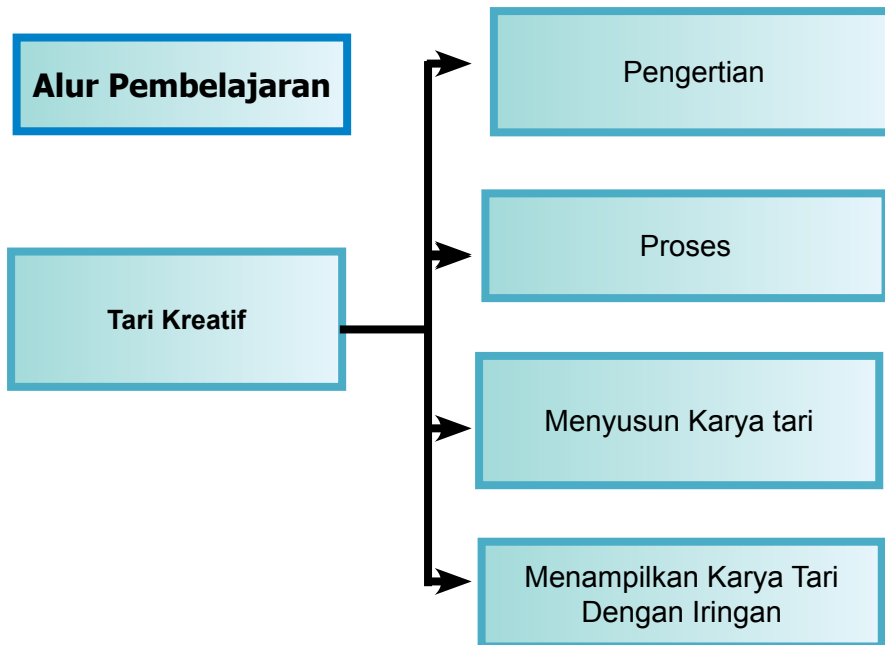 Alur Pembelajaran
Pengertian
Proses
Tari Kreatif
Menyusun Karya tari
Menampilkan Karya Tari
Dengan Iringan